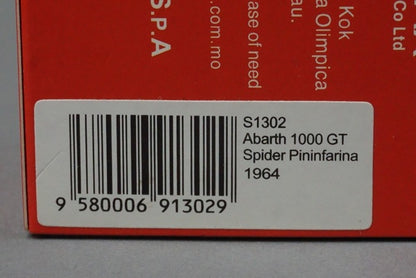 S.P.A
.com.mo
ase of need
au.
a Olimpica
Kok
Co Ltd
S1302
Abarth 1000 GT
Spider Pininfarina
1964
9 580006 913029